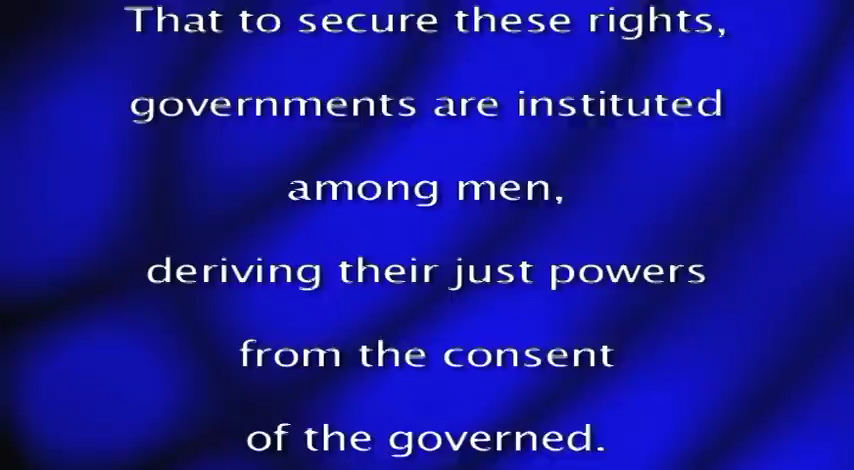 That to secure these rights,
governments are instituted
among men,
deriving their just powers
from the consent
of the governed.